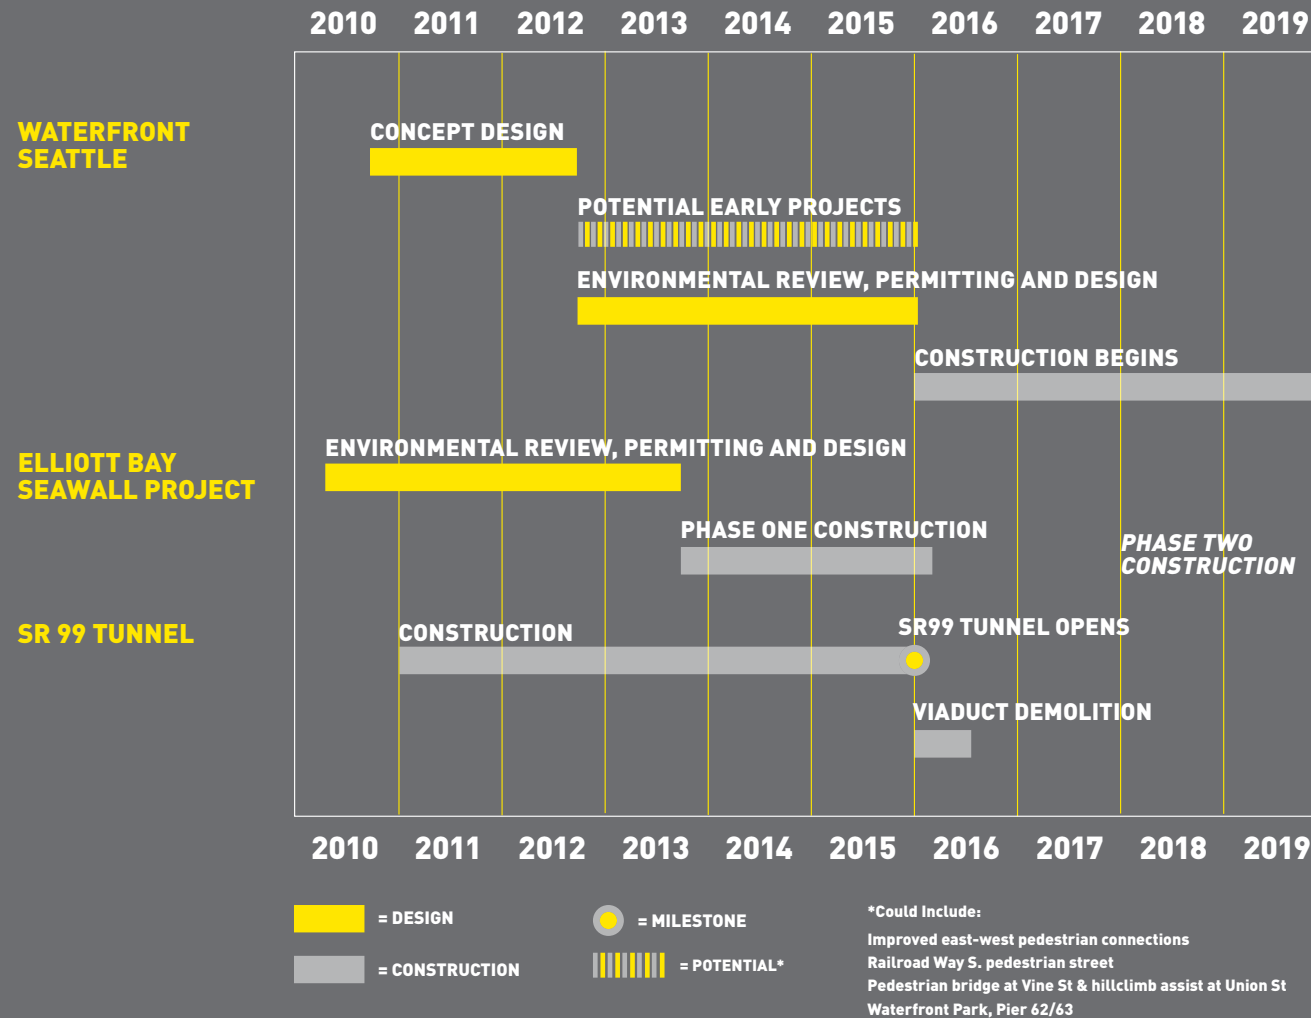 2010 2011 2012 2013 2014 2015 2016 2017 2018 2019
WATERFRONT
SEATTLE
CONCEPT DESIGN
POTENTIAL EARLY PROJECTS
ENVIRONMENTAL REVIEW, PERMITTING AND DESIGN
CONSTRUCTION BEGINS
ELLIOTT BAY
SEAWALL PROJECT
ENVIRONMENTAL REVIEW, PERMITTING AND DESIGN
PHASE ONE CONSTRUCTION
PHASE TWO
CONSTRUCTION
SR 99 TUNNEL
CONSTRUCTION
SR99 TUNNEL OPENS
VIADUCT DEMOLITION
2010 2011 2012 2013 2014 2015 2016 2017 2018 2019
= DESIGN
= CONSTRUCTION
= MILESTONE
= POTENTIAL*
*Could Include:
Improved east-west pedestrian connections
Railroad Way S. pedestrian street
Pedestrian bridge at Vine St & hillclimb assist at Union St
Waterfront Park, Pier 62/63